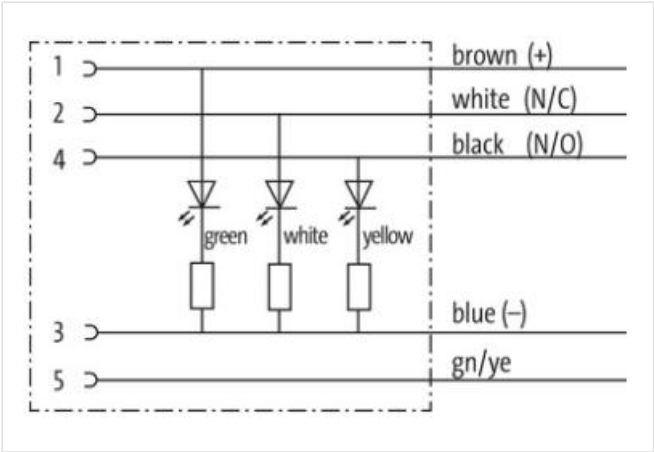 1 brown (+)
2 white (N/C)
4 black (N/O)
green white yellow
3 blue (–)
5 gn/ye